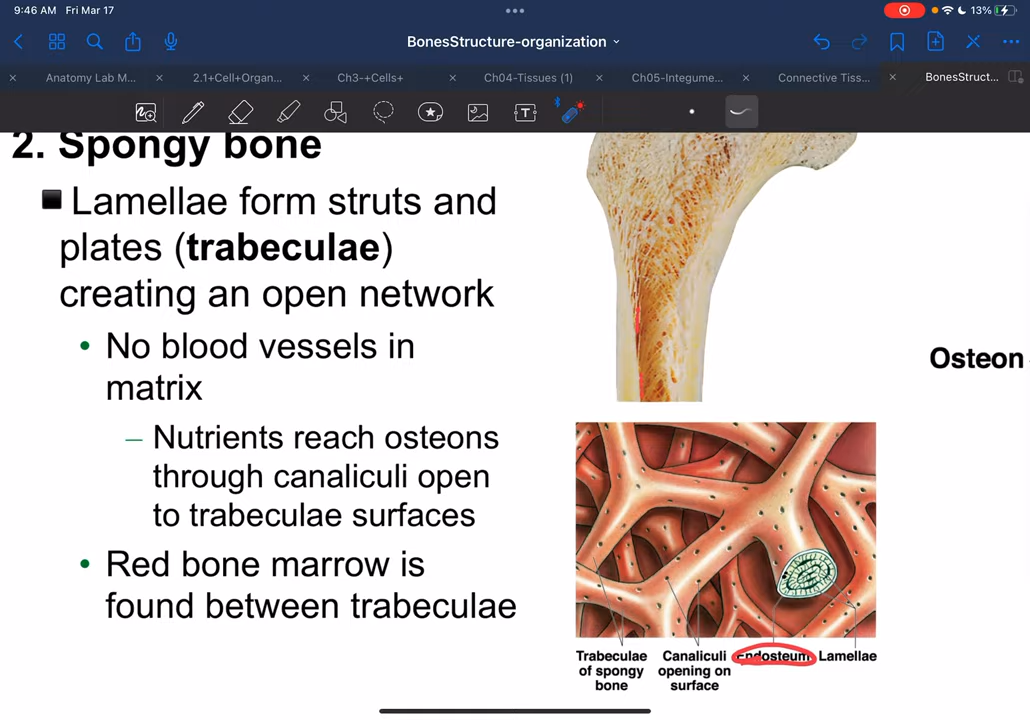 9:46 AM Fri Mar 17
13%
BonesStructure-organization
Anatomy Lab M...
2.1+Cell+Organ...
Ch3-+Cells+
Ch04-Tissues (1)
Ch05-Integume...
Connective Tiss...
BonesStruct...
2. Spongy bone
Lamellae form struts and
plates (trabeculae)
creating an open network
• No blood vessels in
matrix
– Nutrients reach osteons
through canaliculi open
to trabeculae surfaces
• Red bone marrow is
found between trabeculae
Osteon
Trabeculae
of spongy
bone
Canaliculi
opening on
surface
Endosteum
Lamellae